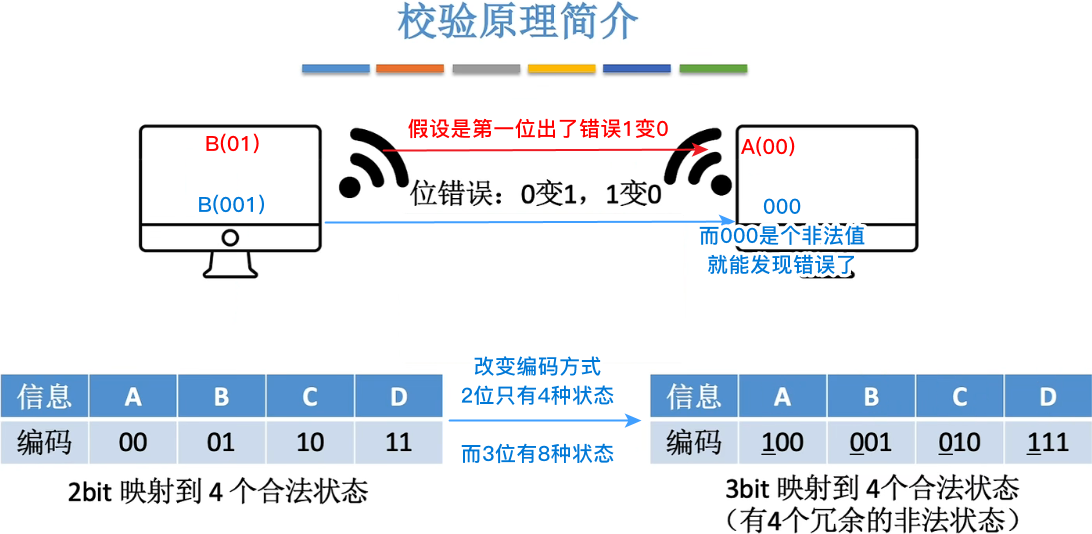 校验原理简介
假设是第一位出了错误1变0
B(01)
A(00)
位错误：0变1，1变0
B(001)
000
而000是个非法值
就能发现错误了
改变编码方式
2位只有4种状态
而3位有8种状态
信息 A B C D
编码 00 01 10 11
2bit 映射到 4 个合法状态
信息 A B C D
编码 100 001 010 111
3bit 映射到 4个合法状态
（有4个冗余的非法状态）